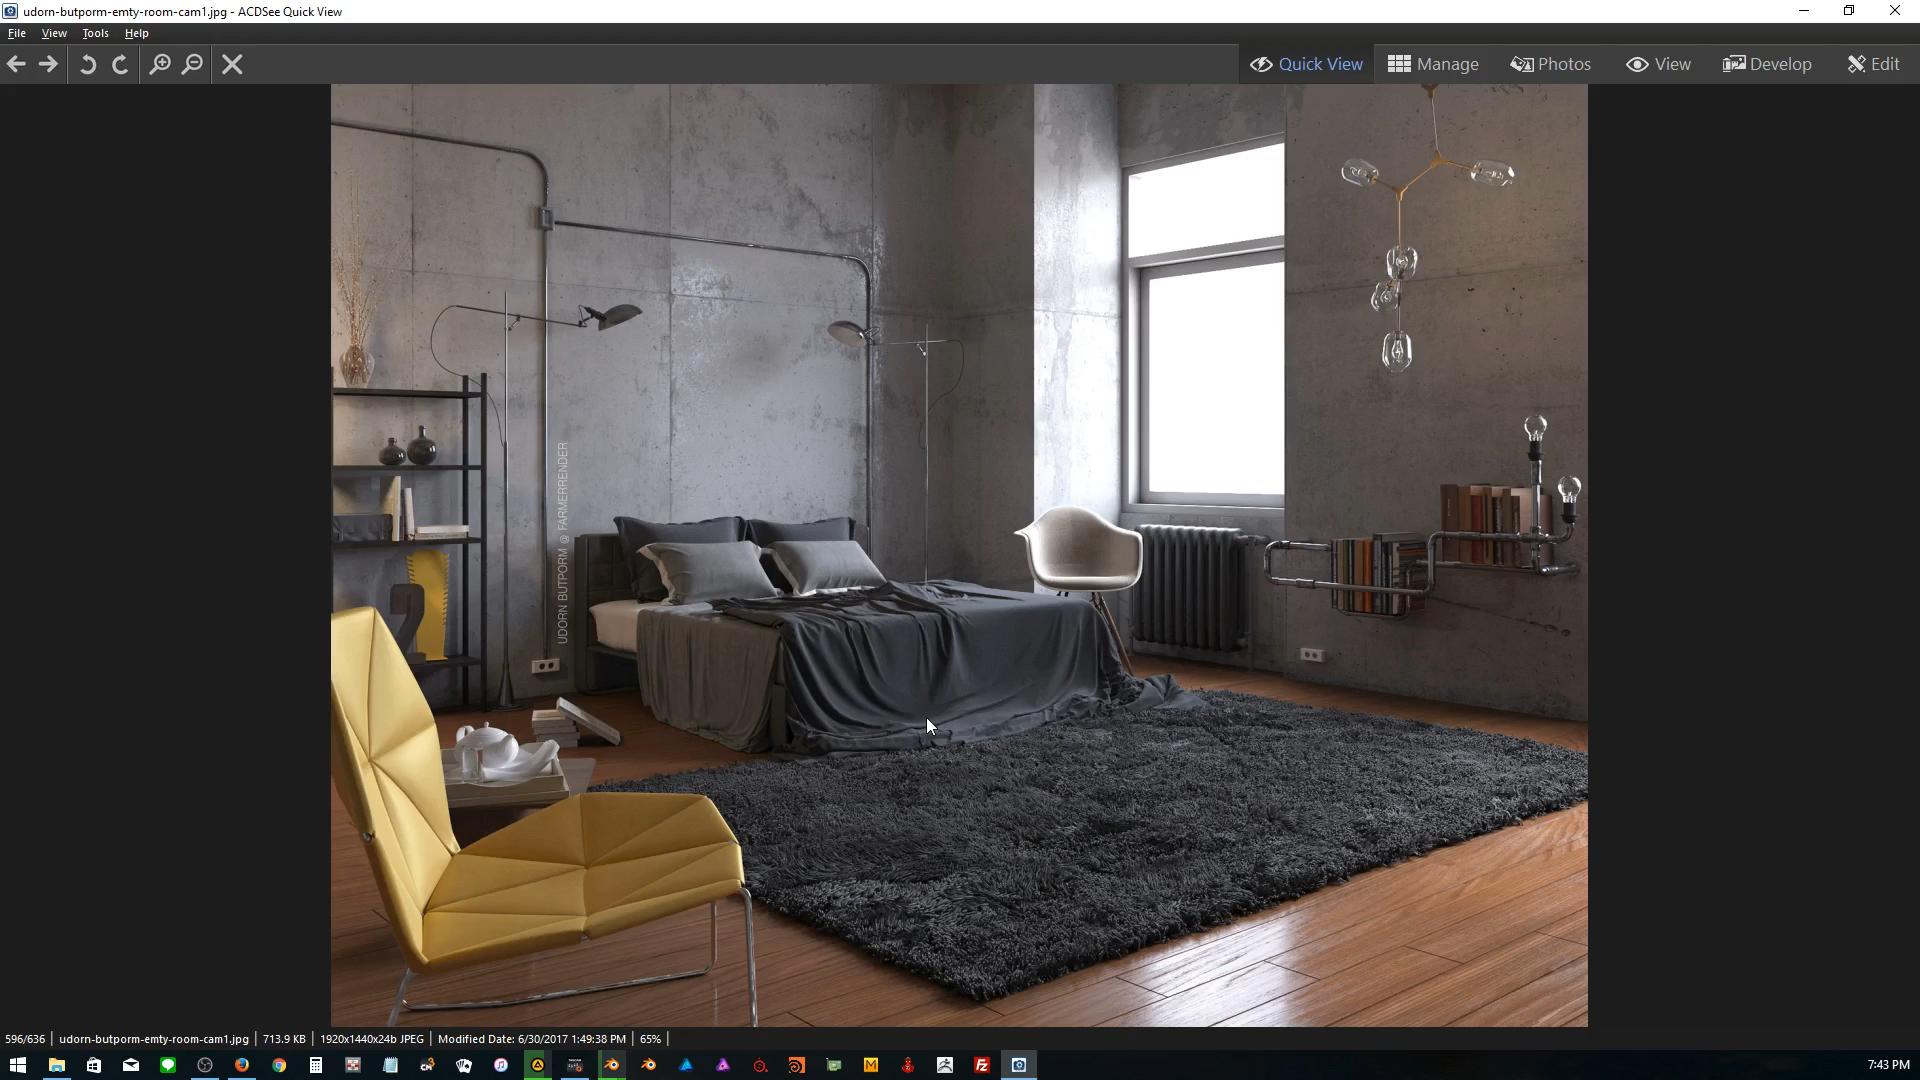 udorn-butporm-emty-room-cam1.jpg - ACDSee Quick View
File View Tools Help
Quick View Manage Photos View Develop Edit
UDORN BUTPORM @ FARMERRENDER
596/636 udorn-butporm-emty-room-cam1.jpg 713.9 KB 1920x1440x24b JPEG Modified Date: 6/30/2017 1:49:38 PM 65%
7:43 PM